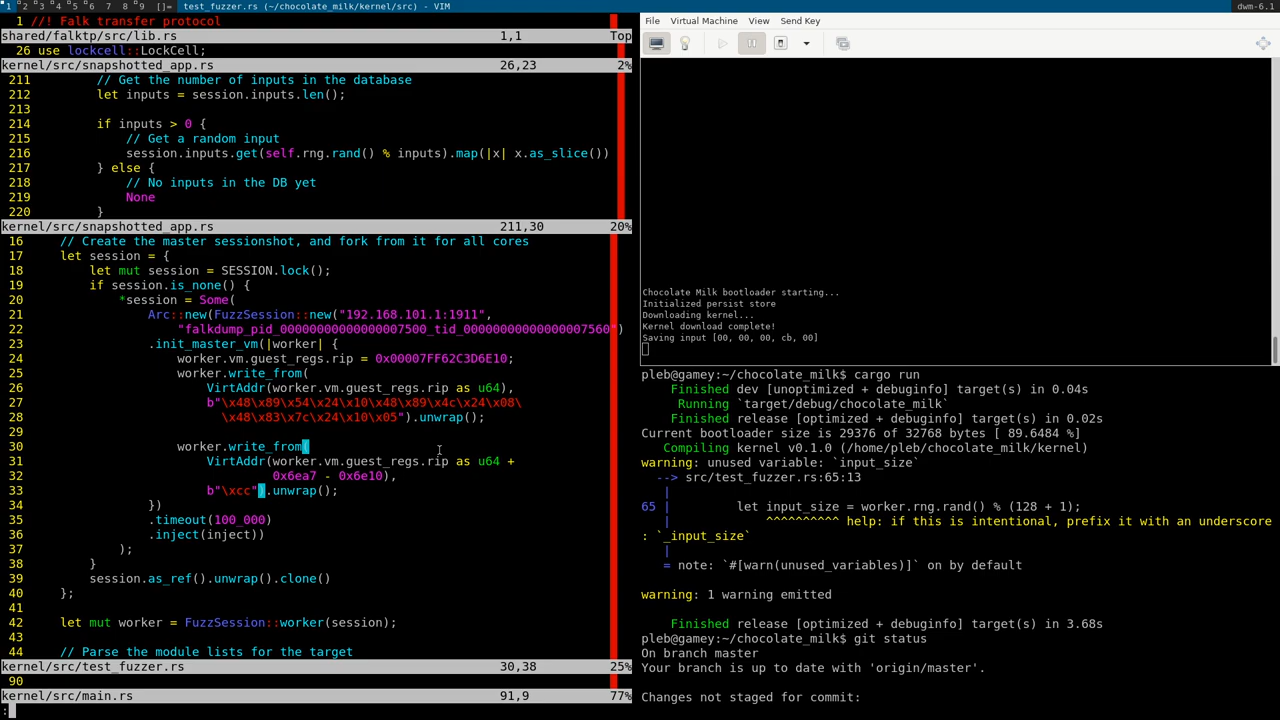 1 2 3 4 5 6 7 8 9 []= test_fuzzer.rs (~/chocolate_milk/kernel/src) - VIM dwm-6.1
1 //! Falk transfer protocol
shared/falktp/src/lib.rs 1,1 Top
26 use lockcell::LockCell;
kernel/src/snapshotted_app.rs 26,23 2%
211 // Get the number of inputs in the database
212 let inputs = session.inputs.len();
213
214 if inputs > 0 {
215 // Get a random input
216 session.inputs.get(self.rng.rand() % inputs).map(|x| x.as_slice())
217 } else {
218 // No inputs in the DB yet
219 None
220 }
kernel/src/snapshotted_app.rs 211,30 20%
16 // Create the master sessionshot, and fork from it for all cores
17 let session = {
18 let mut session = SESSION.lock();
19 if session.is_none() {
20 *session = Some(
21 Arc::new(FuzzSession::new("192.168.101.1:1911",
22 "falkdump_pid_00000000000000007500_tid_00000000000000007560")
23 .init_master_vm(|worker| {
24 worker.vm.guest_regs.rip = 0x00007FF62C3D6E10;
25 worker.write_from(
26 VirtAddr(worker.vm.guest_regs.rip as u64),
27 b"\x48\x89\x54\x24\x10\x48\x89\x4c\x24\x08\
28 \x48\x83\x7c\x24\x10\x05").unwrap();
29
30 worker.write_from(
31 VirtAddr(worker.vm.guest_regs.rip as u64 +
32 0x6ea7 - 0x6e10),
33 b"\xcc").unwrap();
34 })
35 .timeout(100_000)
36 .inject(inject))
37 );
38 }
39 session.as_ref().unwrap().clone()
40 };
41
42 let mut worker = FuzzSession::worker(session);
43
44 // Parse the module lists for the target
kernel/src/test_fuzzer.rs 30,38 25%
90
kernel/src/main.rs 91,9 77%
:
File Virtual Machine View Send Key
Chocolate Milk bootloader starting...
Initialized persist store
Downloading kernel...
Kernel download complete!
Saving input [00, 00, 00, cb, 00]
pleb@gamey:~/chocolate_milk$ cargo run
Finished dev [unoptimized + debuginfo] target(s) in 0.04s
Running `target/debug/chocolate_milk`
Finished release [optimized + debuginfo] target(s) in 0.02s
Current bootloader size is 29376 of 32768 bytes [ 89.6484 %]
Compiling kernel v0.1.0 (/home/pleb/chocolate_milk/kernel)
warning: unused variable: `input_size`
--> src/test_fuzzer.rs:65:13
|
65 | let input_size = worker.rng.rand() % (128 + 1);
| ^^^^^^^^^^ help: if this is intentional, prefix it with an underscore
: `_input_size`
|
= note: `#[warn(unused_variables)]` on by default
warning: 1 warning emitted
Finished release [optimized + debuginfo] target(s) in 3.68s
pleb@gamey:~/chocolate_milk$ git status
On branch master
Your branch is up to date with 'origin/master'.
Changes not staged for commit: